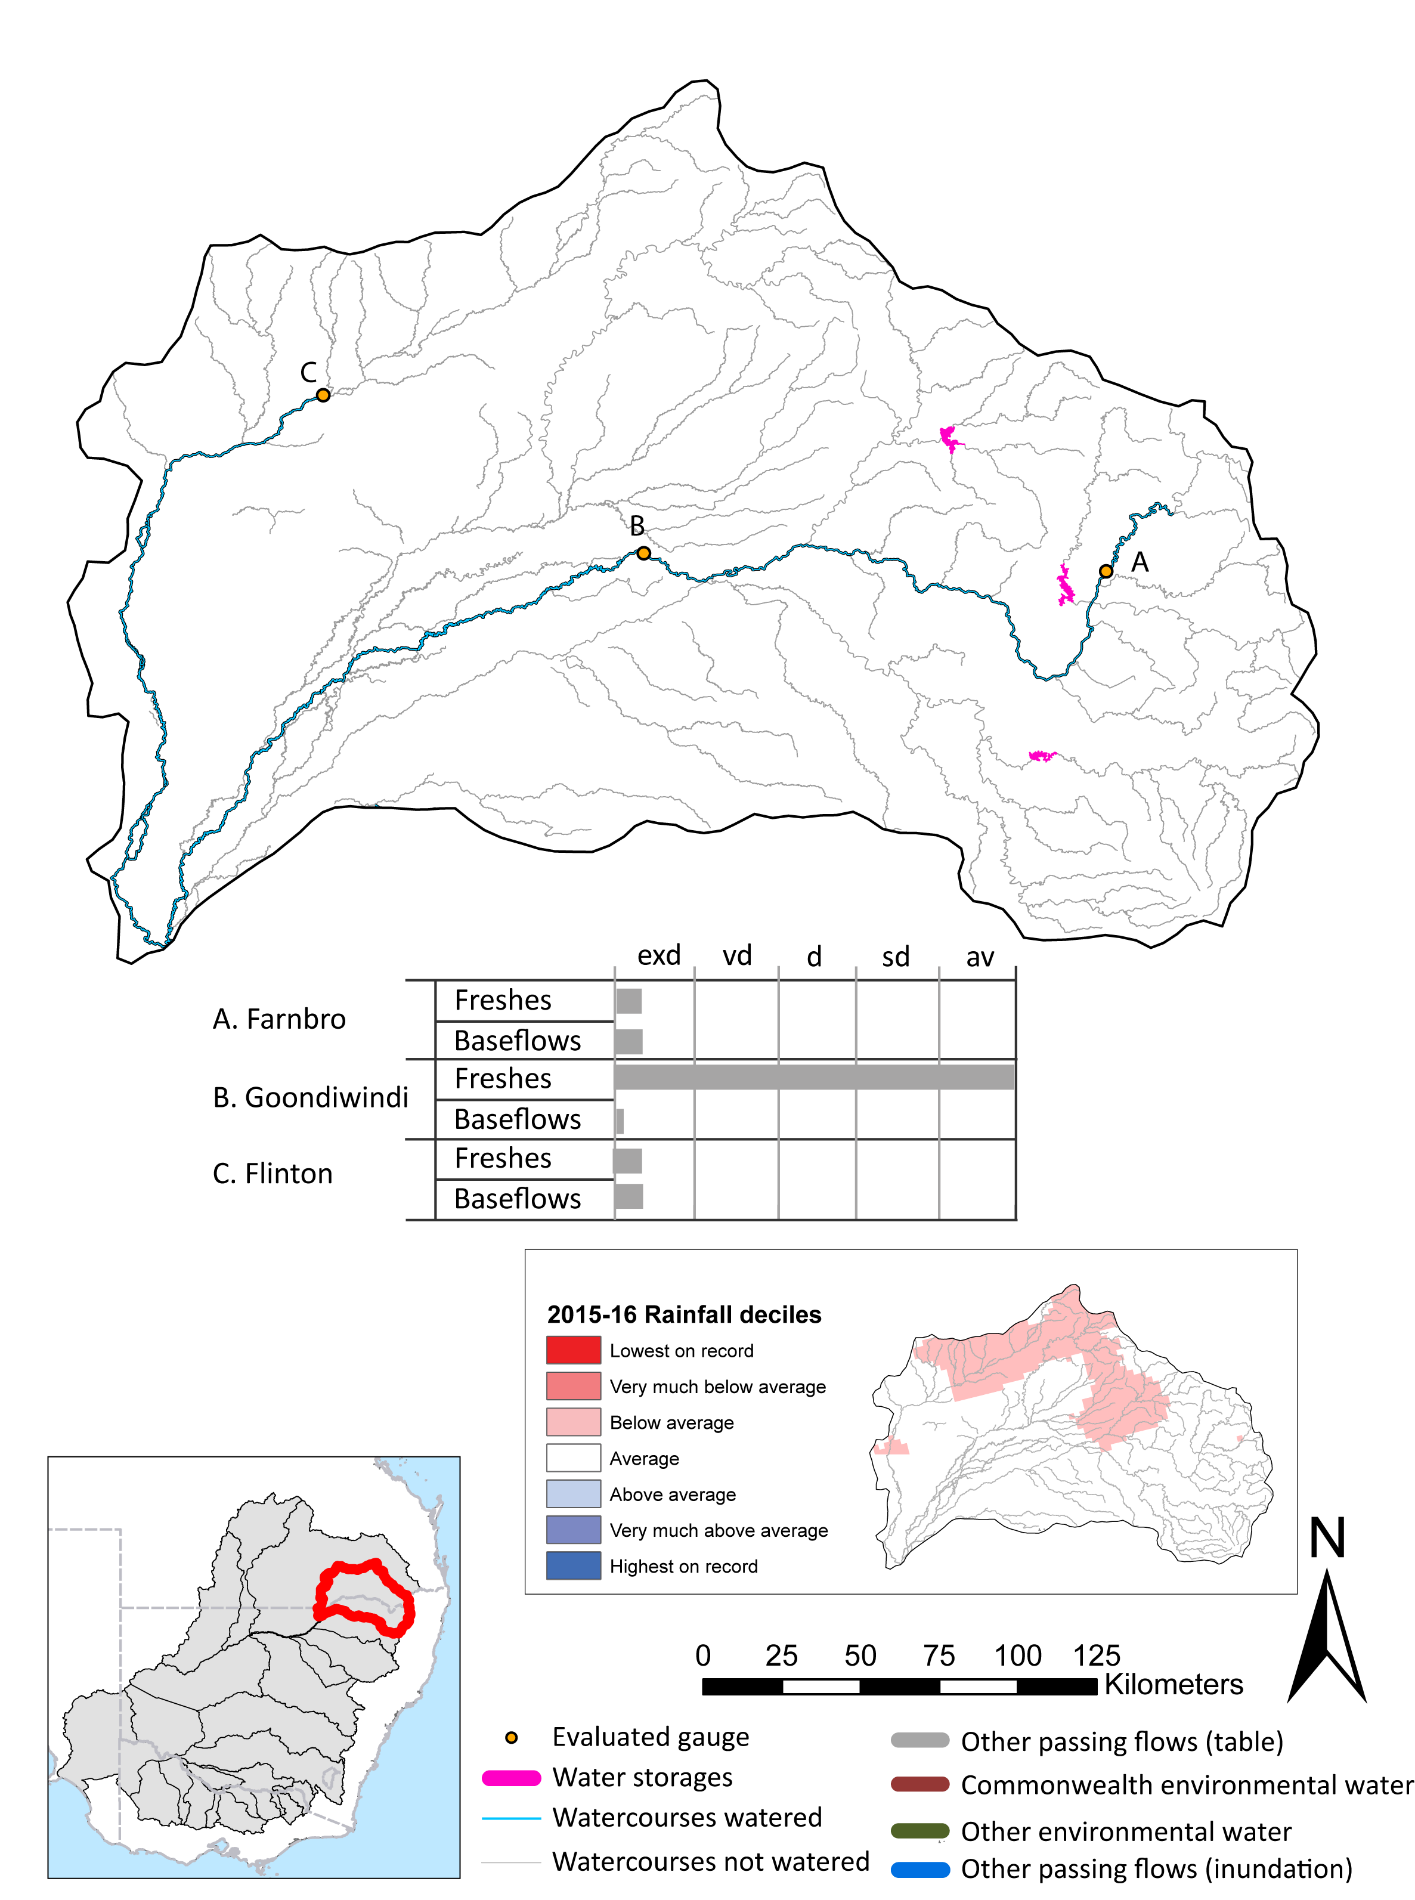 C
B
A
exd vd d sd av
A. Farnbro
Freshes
Baseflows
B. Goondiwindi
Freshes
Baseflows
C. Flinton
Freshes
Baseflows
2015-16 Rainfall deciles
Lowest on record
Very much below average
Below average
Average
Above average
Very much above average
Highest on record
N
0 25 50 75 100 125
Kilometers
Evaluated gauge
Water storages
Watercourses watered
Watercourses not watered
Other passing flows (table)
Commonwealth environmental water
Other environmental water
Other passing flows (inundation)